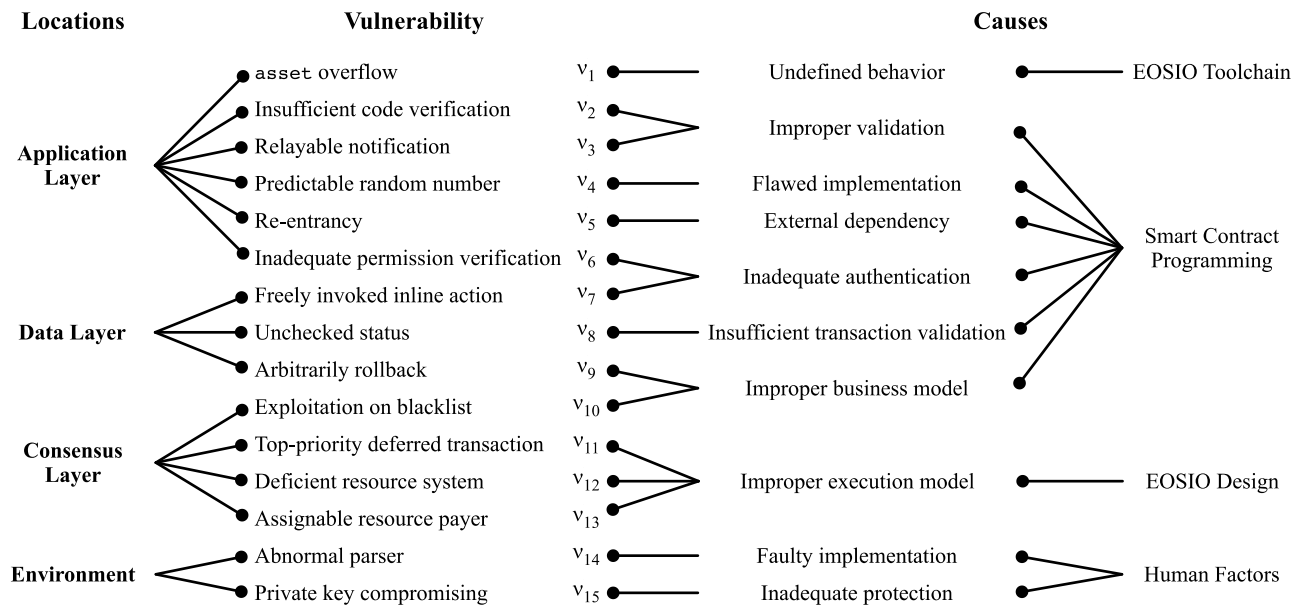 Locations Vulnerability Causes
asset overflow ν1 Undefined behavior EOSIO Toolchain
Insufficient code verification ν2
Improper validation
Relayable notification ν3
Application
Layer
Predictable random number ν4 Flawed implementation
Re-entrancy ν5 External dependency
Smart Contract
Programming
Inadequate permission verification ν6
Inadequate authentication
Freely invoked inline action ν7
Data Layer Unchecked status ν8 Insufficient transaction validation
Arbitrarily rollback ν9
Improper business model
Exploitation on blacklist ν10
Consensus
Layer
Top-priority deferred transaction ν11
Deficient resource system ν12 Improper execution model EOSIO Design
Assignable resource payer ν13
Abnormal parser ν14 Faulty implementation
Environment Human Factors
Private key compromising ν15 Inadequate protection